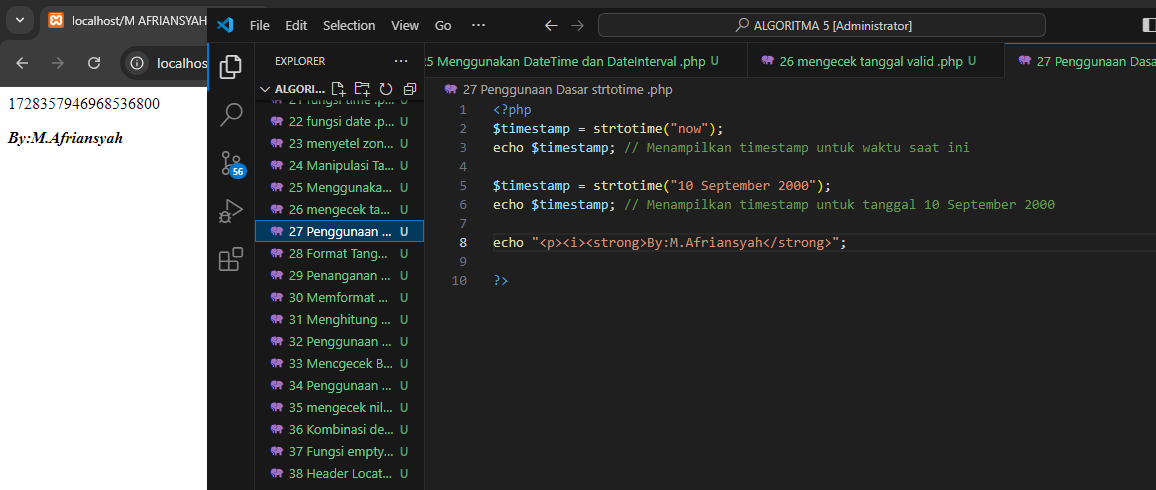 localhost/M AFRIANSYAH
localhos
1728357946968536800
By:M.Afriansyah
File Edit Selection View Go ···
ALGORITMA 5 [Administrator]
EXPLORER ···
ALGORI...
21 fungsi time .p... U
22 fungsi date .p... U
23 menyetel zon... U
24 Manipulasi Ta... U
25 Menggunaka... U
26 mengecek ta... U
27 Penggunaan ... U
28 Format Tang... U
29 Penanganan ... U
30 Memformat ... U
31 Menghitung ... U
32 Penggunaan ... U
33 Mencgecek B... U
34 Penggunaan ... U
35 mengecek nil... U
36 Kombinasi de... U
37 Fungsi empty... U
38 Header Locat... U
56
25 Menggunakan DateTime dan DateInterval .php U
26 mengecek tanggal valid .php U
27 Penggunaan Dasa
27 Penggunaan Dasar strtotime .php
1 <?php
2 $timestamp = strtotime("now");
3 echo $timestamp; // Menampilkan timestamp untuk waktu saat ini
4
5 $timestamp = strtotime("10 September 2000");
6 echo $timestamp; // Menampilkan timestamp untuk tanggal 10 September 2000
7
8 echo "<p><i><strong>By:M.Afriansyah</strong>";
9
10 ?>